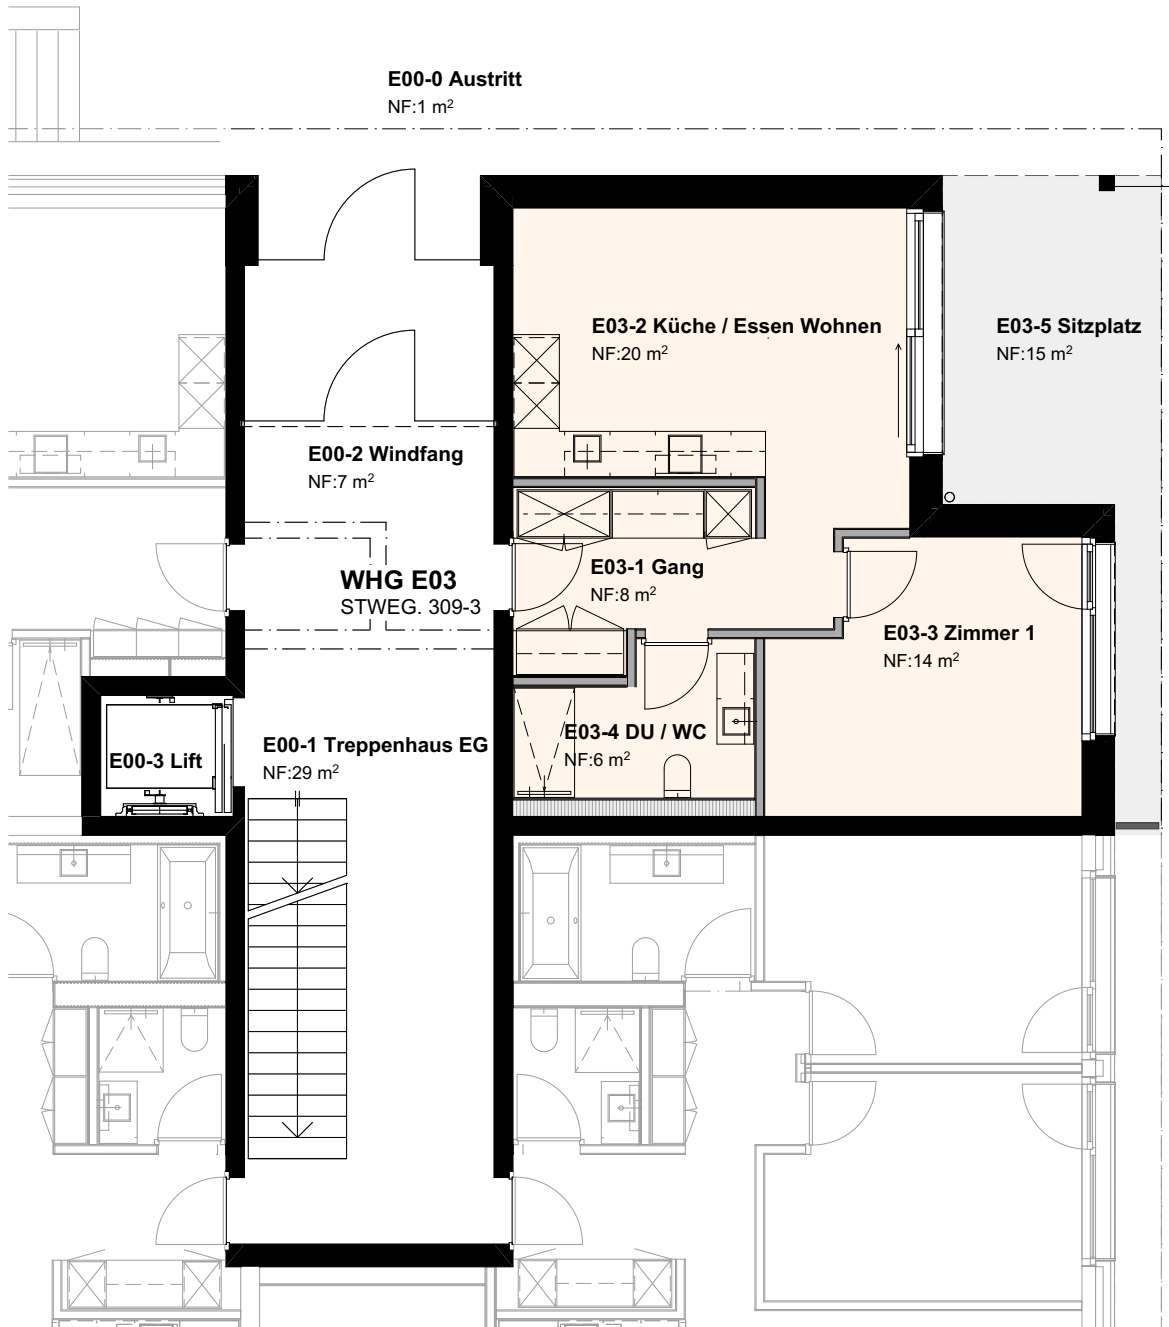 E00-0 Austritt
NF:1 m²
E03-2 Küche / Essen Wohnen
NF:20 m²
E03-5 Sitzplatz
NF:15 m²
E00-2 Windfang
NF:7 m²
WHG E03
STWEG. 309-3
E03-1 Gang
NF:8 m²
E03-3 Zimmer 1
NF:14 m²
E03-4 DU / WC
NF:6 m²
E00-3 Lift
E00-1 Treppenhaus EG
NF:29 m²